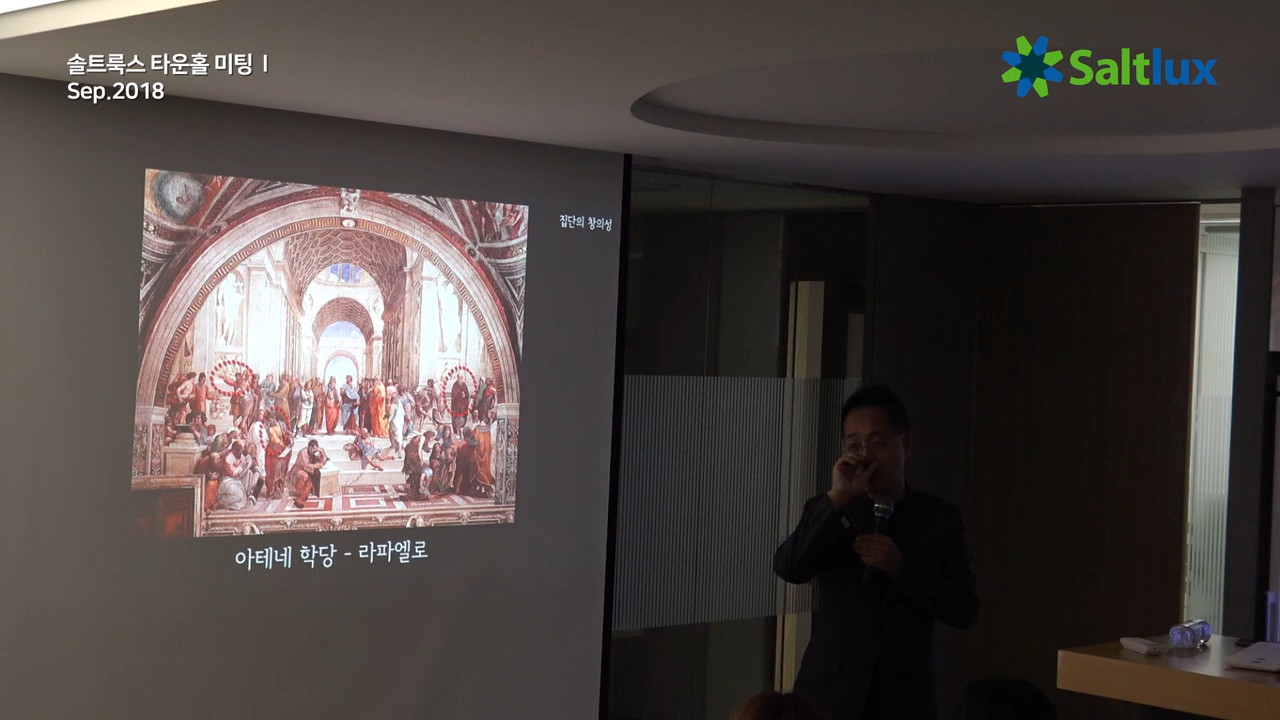 솔트룩스 타운홀 미팅 I
Sep.2018
Saltlux
집단의 창의성
아테네 학당 - 라파엘로